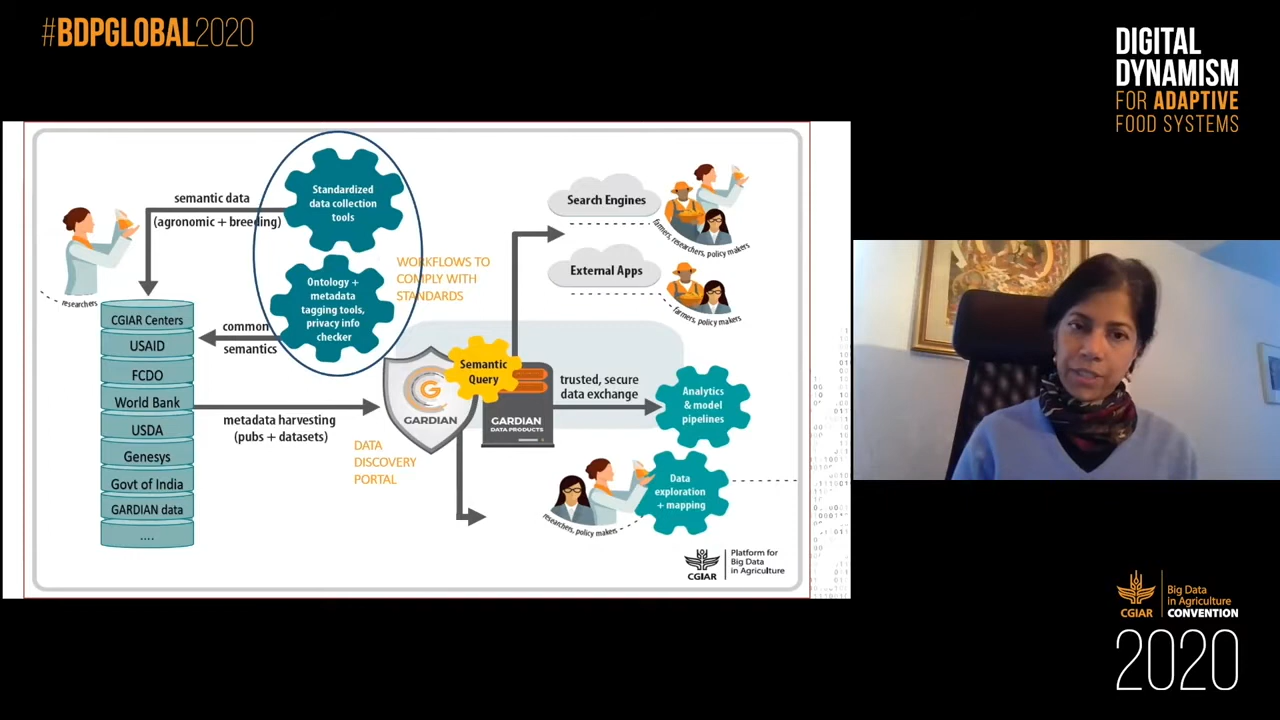 #BDPGLOBAL2020
DIGITAL
DYNAMISM
FOR ADAPTIVE
FOOD SYSTEMS
semantic data
(agronomic + breeding)
Standardized
data collection
tools
Ontology +
metadata
tagging tools,
privacy info
checker
WORKFLOWS TO
COMPLY WITH
STANDARDS
researchers
CGIAR Centers
USAID
FCDO
World Bank
USDA
Genesys
Govt of India
GARDIAN data
....
common
semantics
metadata harvesting
(pubs + datasets)
G
GARDIAN
DATA
DISCOVERY
PORTAL
Semantic
Query
GARDIAN
DATA PRODUCTS
Search Engines
farmers, researchers, policy makers
External Apps
farmers, policy makers
trusted, secure
data exchange
Analytics
& model
pipelines
Data
exploration
+ mapping
researchers, policy makers
CGIAR
Platform for
Big Data
in Agriculture
CGIAR
Big Data
in Agriculture
CONVENTION
2020